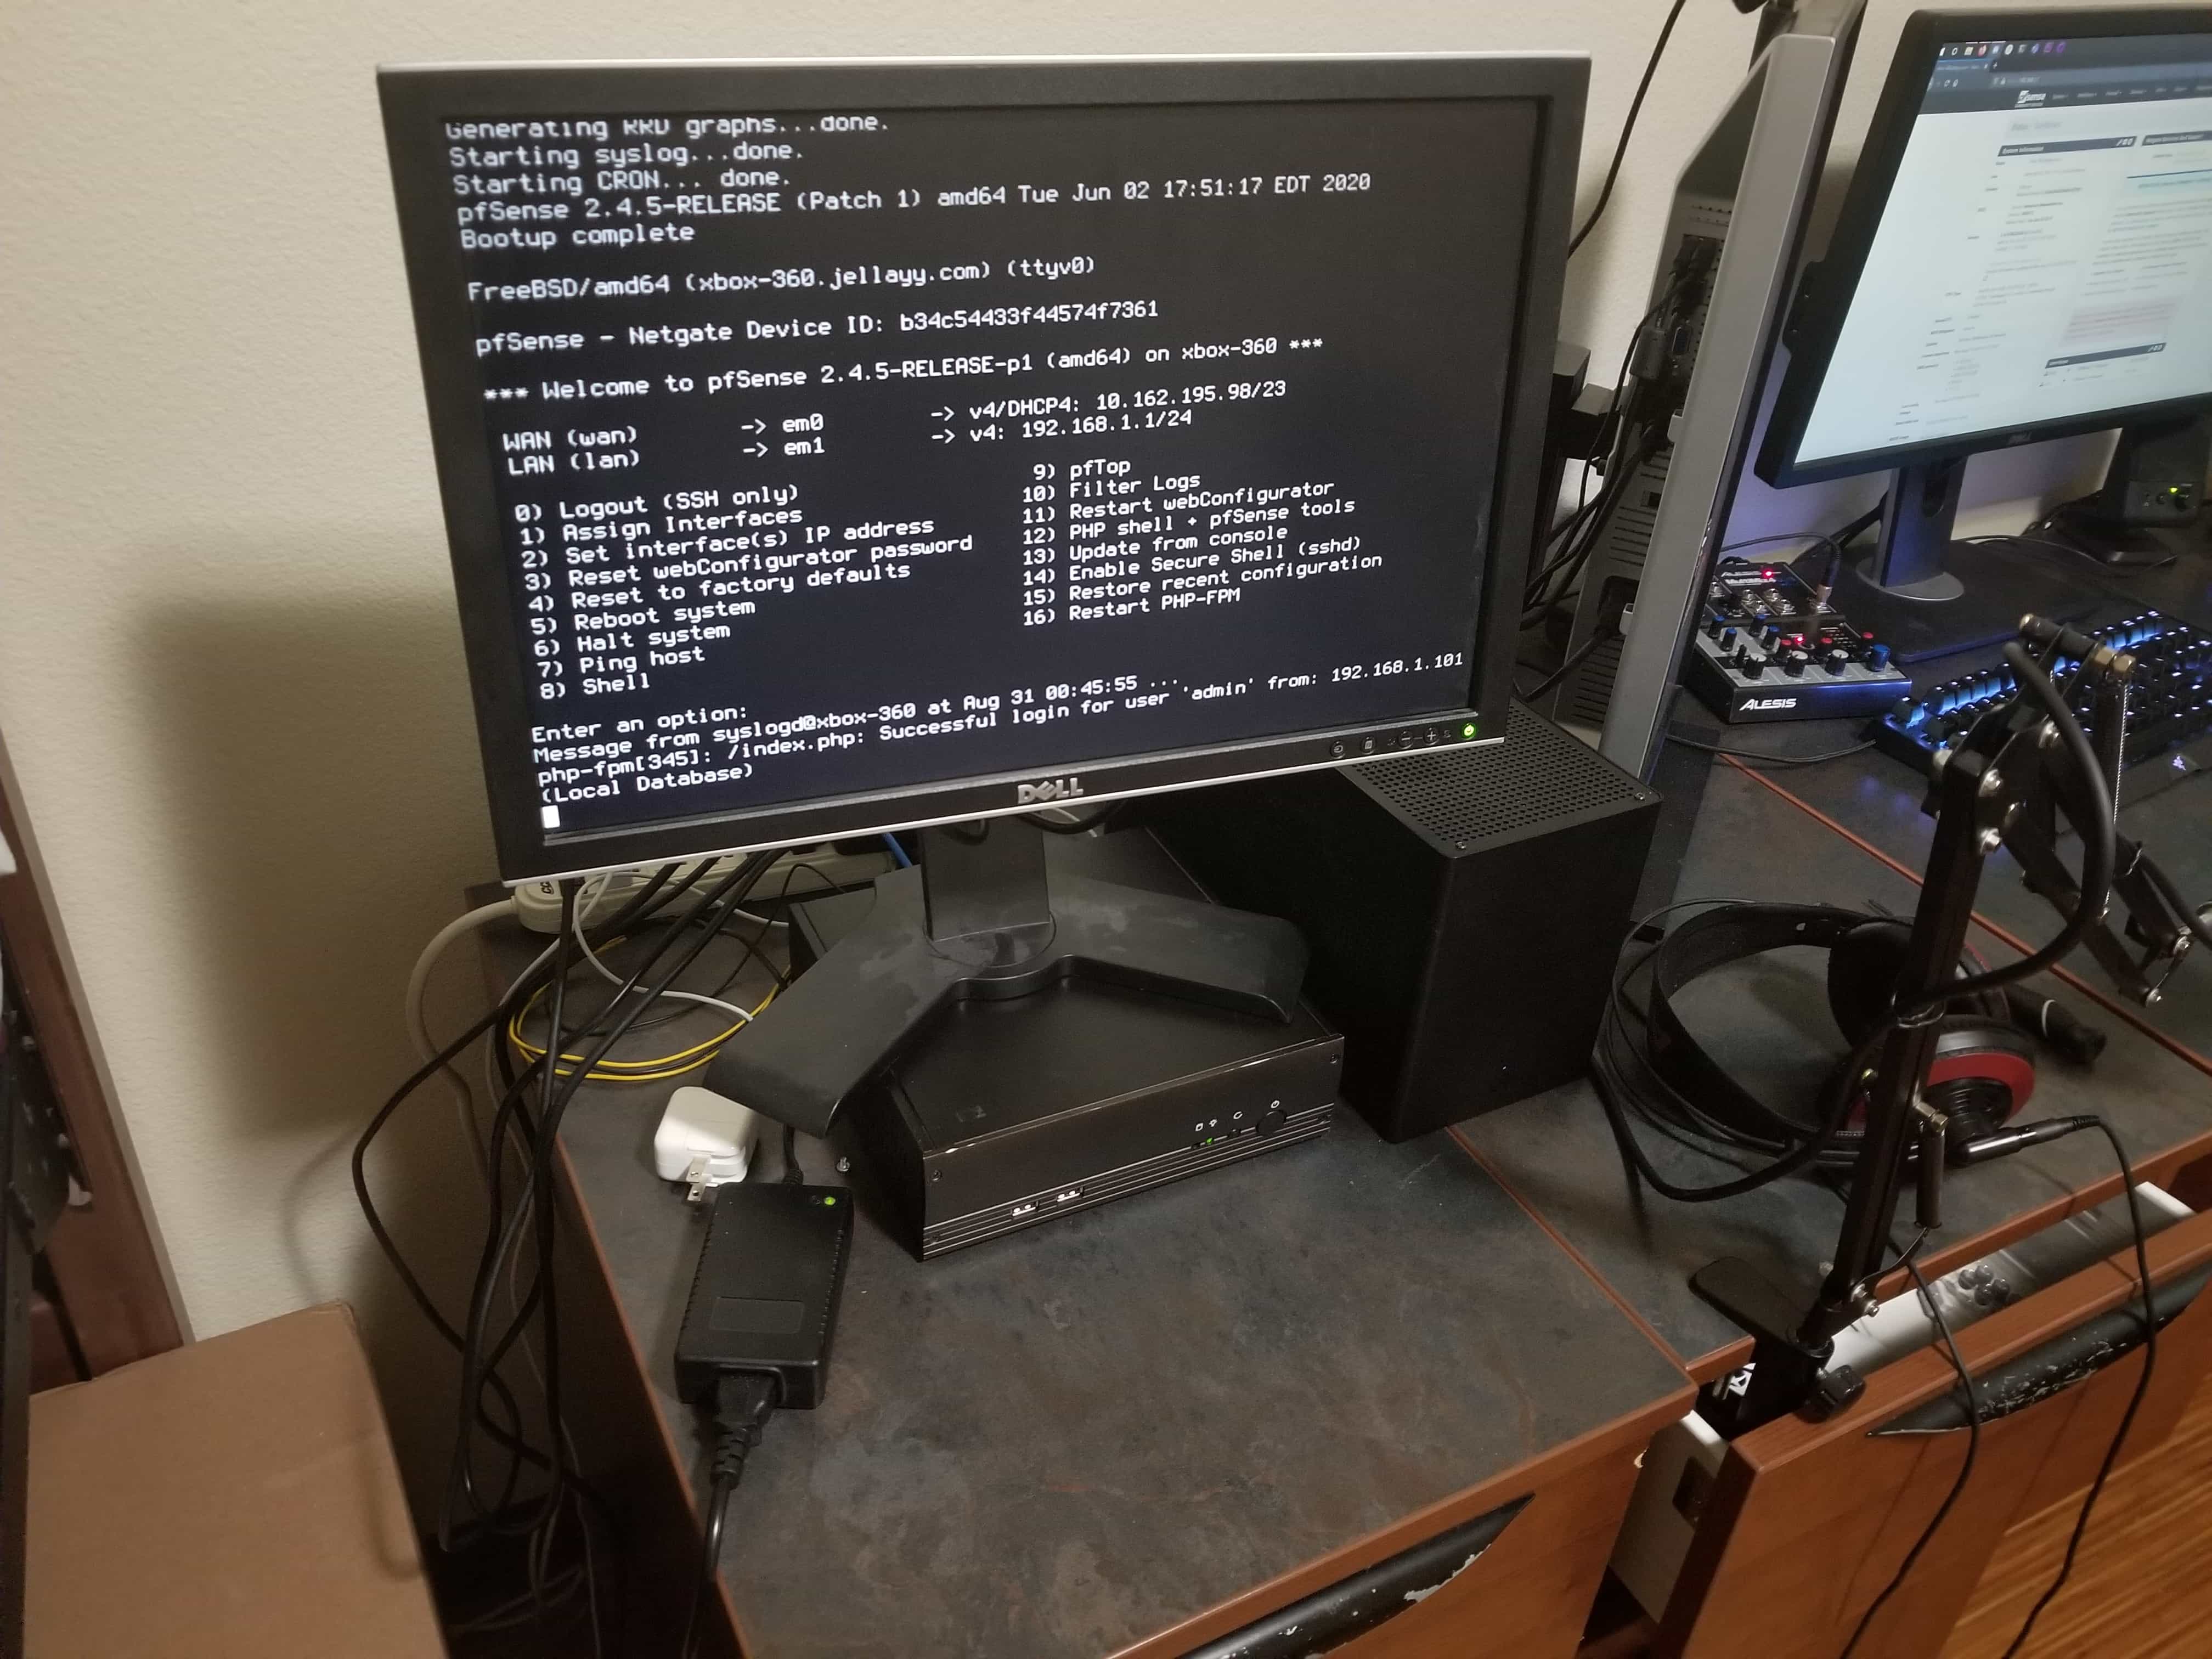 Generating RRD graphs...done.
Starting syslog...done.
Starting CRON... done.
pfSense 2.4.5-RELEASE (Patch 1) amd64 Tue Jun 02 17:51:17 EDT 2020
Bootup complete
FreeBSD/amd64 (xbox-360.jellayy.com) (ttyv0)
pfSense - Netgate Device ID: b34c54433f44574f7361
*** Welcome to pfSense 2.4.5-RELEASE-p1 (amd64) on xbox-360 ***
WAN (wan) -> em0 -> v4/DHCP4: 10.162.195.98/23
LAN (lan) -> em1 -> v4: 192.168.1.1/24
0) Logout (SSH only) 9) pfTop
1) Assign Interfaces 10) Filter Logs
2) Set interface(s) IP address 11) Restart webConfigurator
3) Reset webConfigurator password 12) PHP shell + pfSense tools
4) Reset to factory defaults 13) Update from console
5) Reboot system 14) Enable Secure Shell (sshd)
6) Halt system 15) Restore recent configuration
7) Ping host 16) Restart PHP-FPM
8) Shell
Enter an option:
Message from syslogd@xbox-360 at Aug 31 00:45:55 ...
php-fpm[345]: /index.php: Successful login for user 'admin' from: 192.168.1.101
(Local Database)
DELL
ALESIS